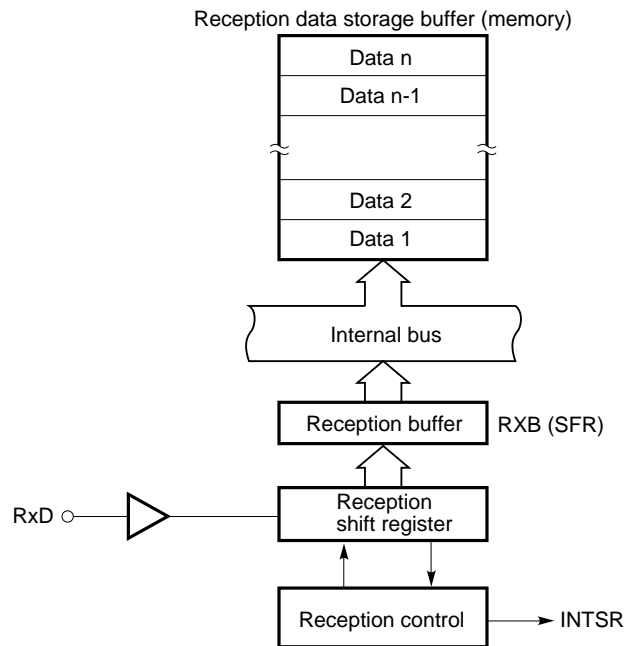 Reception data storage buffer (memory)
Data n
Data n-1
Data 2
Data 1
Internal bus
Reception buffer
RXB (SFR)
RxD
Reception
shift register
Reception control
INTSR